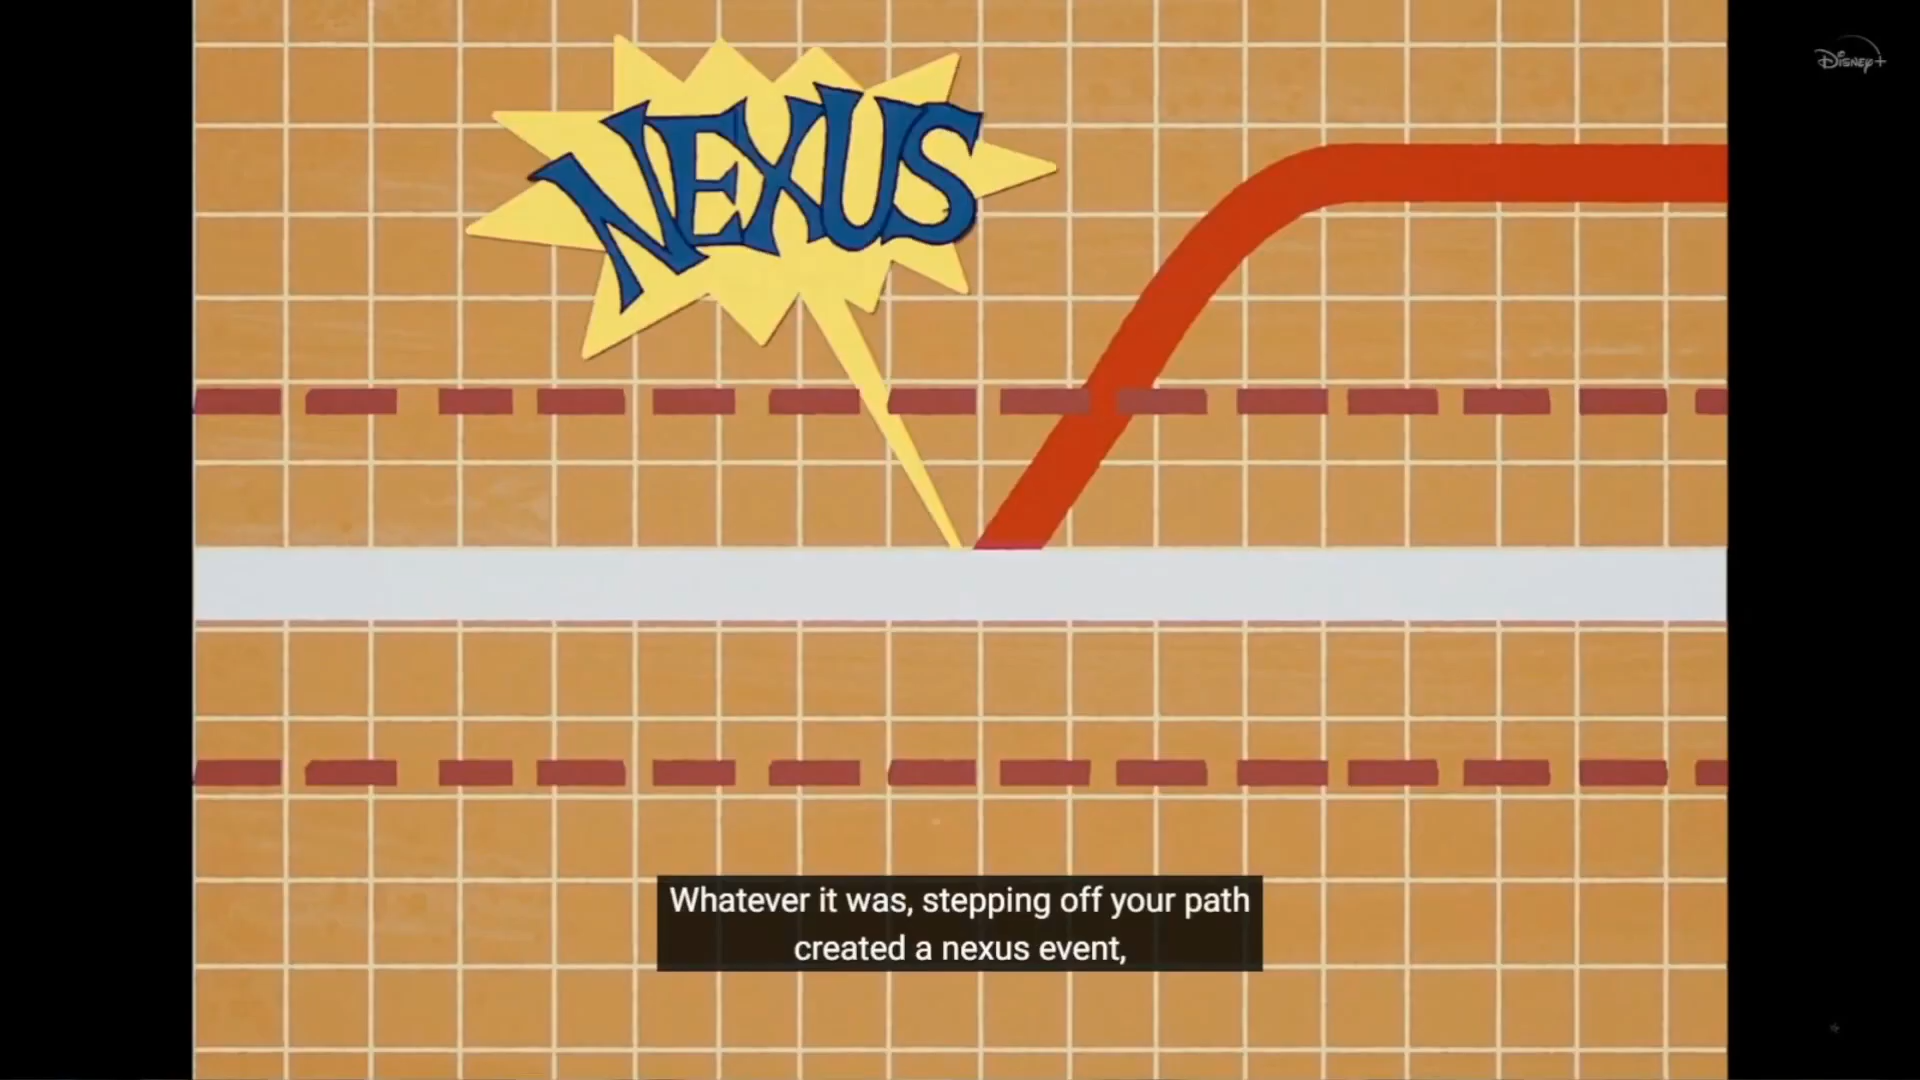 Disney+
NEXUS
Whatever it was, stepping off your path
created a nexus event,